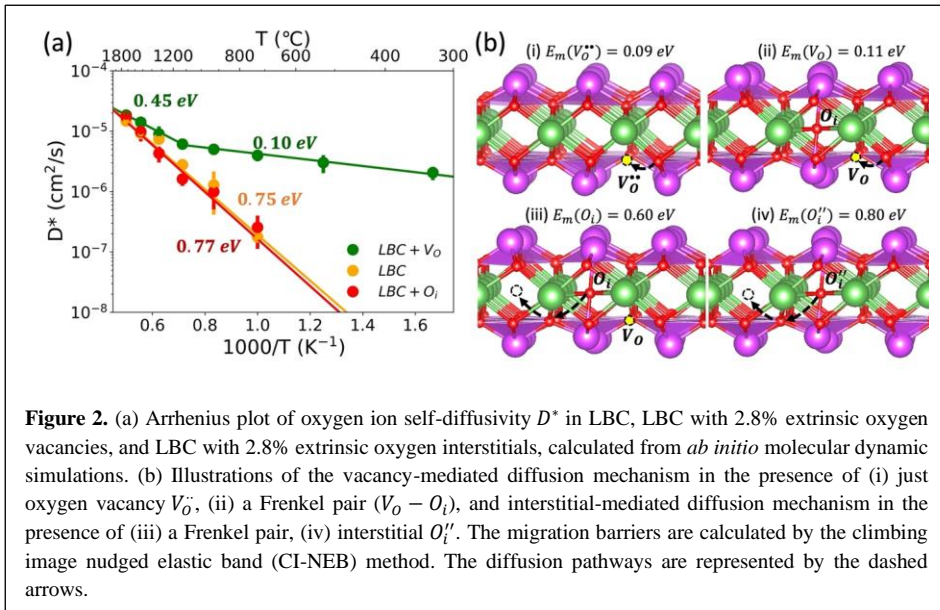 (a)
T (℃)
1800 1200 800 600 400 300
10⁻⁴
10⁻⁵
10⁻⁶
10⁻⁷
10⁻⁸
D* (cm²/s)
0.45 eV
0.10 eV
0.75 eV
0.77 eV
LBC + V_O
LBC
LBC + O_i
0.6 0.8 1.0 1.2 1.4 1.6
1000/T (K⁻¹)
(b)
(i) E_m(V_O^••) = 0.09 eV
V_O^••
(ii) E_m(V_O) = 0.11 eV
O_i
V_O
(iii) E_m(O_i) = 0.60 eV
O_i
V_O
(iv) E_m(O_i'') = 0.80 eV
O_i''
Figure 2. (a) Arrhenius plot of oxygen ion self-diffusivity D* in LBC, LBC with 2.8% extrinsic oxygen
vacancies, and LBC with 2.8% extrinsic oxygen interstitials, calculated from ab initio molecular dynamic
simulations. (b) Illustrations of the vacancy-mediated diffusion mechanism in the presence of (i) just
oxygen vacancy V_O^¨, (ii) a Frenkel pair (V_O − O_i), and interstitial-mediated diffusion mechanism in the
presence of (iii) a Frenkel pair, (iv) interstitial O_i''. The migration barriers are calculated by the climbing
image nudged elastic band (CI-NEB) method. The diffusion pathways are represented by the dashed
arrows.